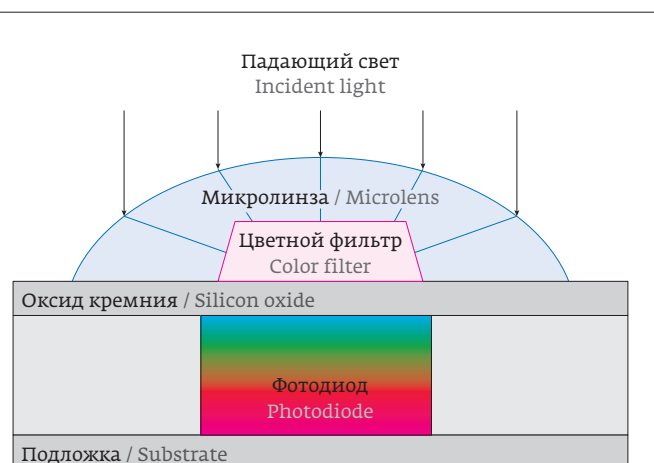 Падающий свет
Incident light
Микролинза / Microlens
Цветной фильтр
Color filter
Оксид кремния / Silicon oxide
Фотодиод
Photodiode
Подложка / Substrate